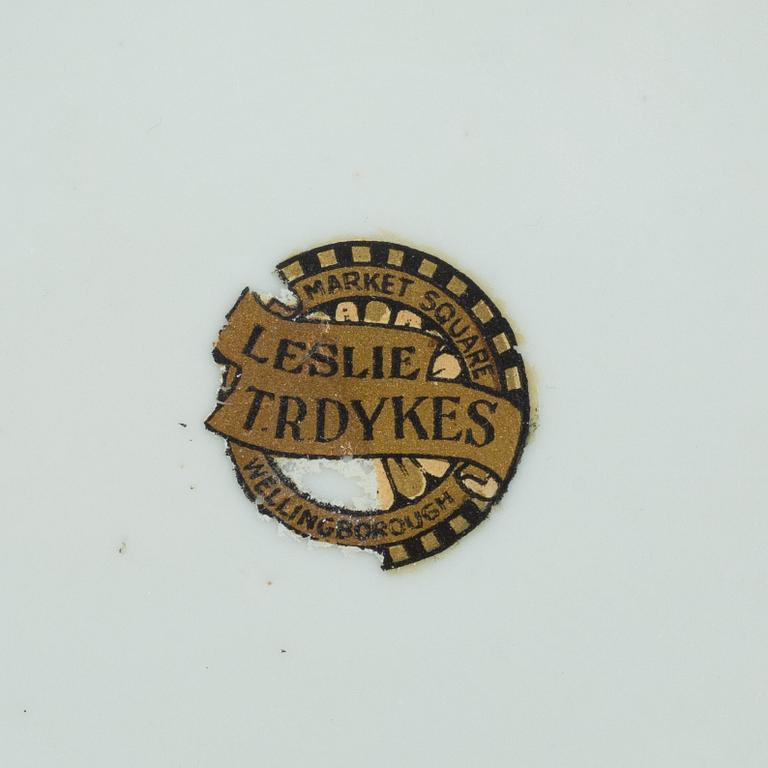 MARKET SQUARE
LESLIE
T.R.DYKES
WELLINGBOROUGH